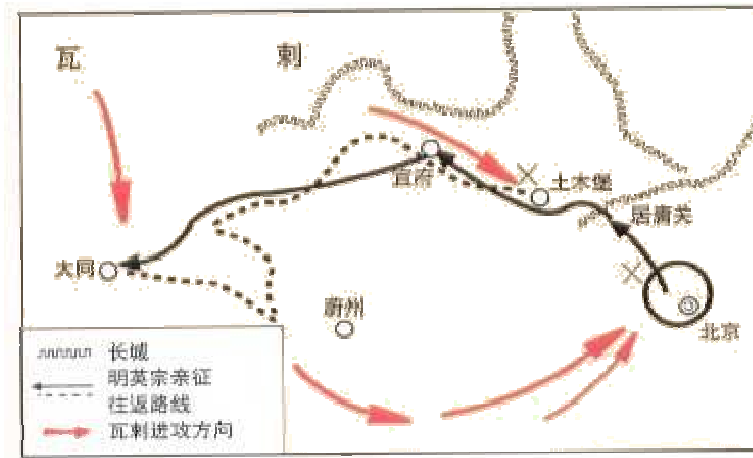 瓦 剌
宣府
土木堡
居庸关
大同
蔚州
北京
长城
明英宗亲征
往返路线
瓦剌进攻方向